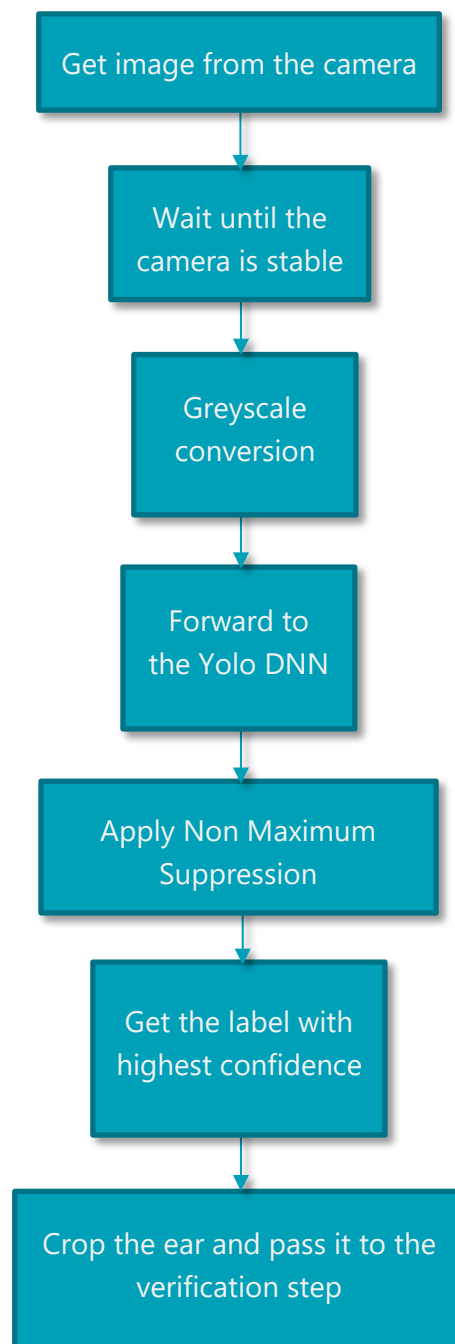 Get image from the camera
Wait until the
camera is stable
Greyscale
conversion
Forward to
the Yolo DNN
Apply Non Maximum
Suppression
Get the label with
highest confidence
Crop the ear and pass it to the
verification step